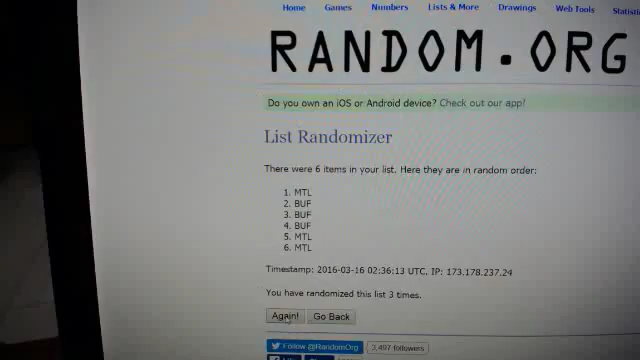 Home Games Numbers Lists & More Drawings Web Tools
RANDOM.ORG
Do you own an iOS or Android device? Check out our app!
List Randomizer
There were 6 items in your list. Here they are in random order:
1. MTL
2. BUF
3. BUF
4. BUF
5. MTL
6. MTL
Timestamp: 2016-03-16 02:36:13 UTC, IP: 173.178.237.24
You have randomized this list 3 times.
Again! Go Back
Follow @RandomOrg 3,497 followers